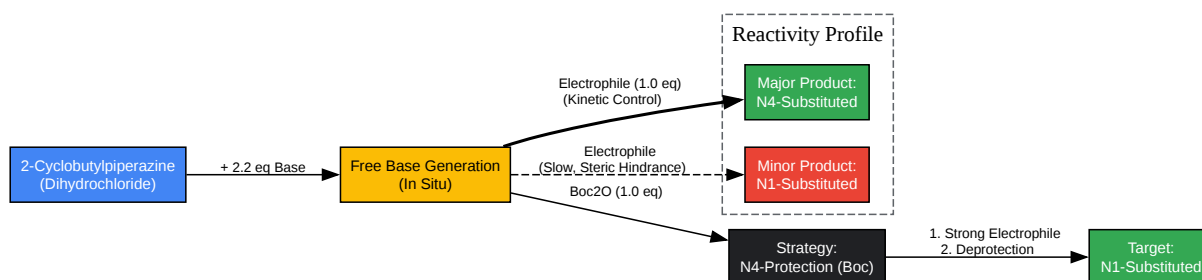 Reactivity Profile
Electrophile (1.0 eq)
(Kinetic Control)
Major Product:
N4-Substituted
2-Cyclobutylpiperazine
(Dihydrochloride)
+ 2.2 eq Base
Free Base Generation
(In Situ)
Electrophile
(Slow, Steric Hindrance)
Minor Product:
N1-Substituted
Boc2O (1.0 eq)
Strategy:
N4-Protection (Boc)
1. Strong Electrophile
2. Deprotection
Target:
N1-Substituted